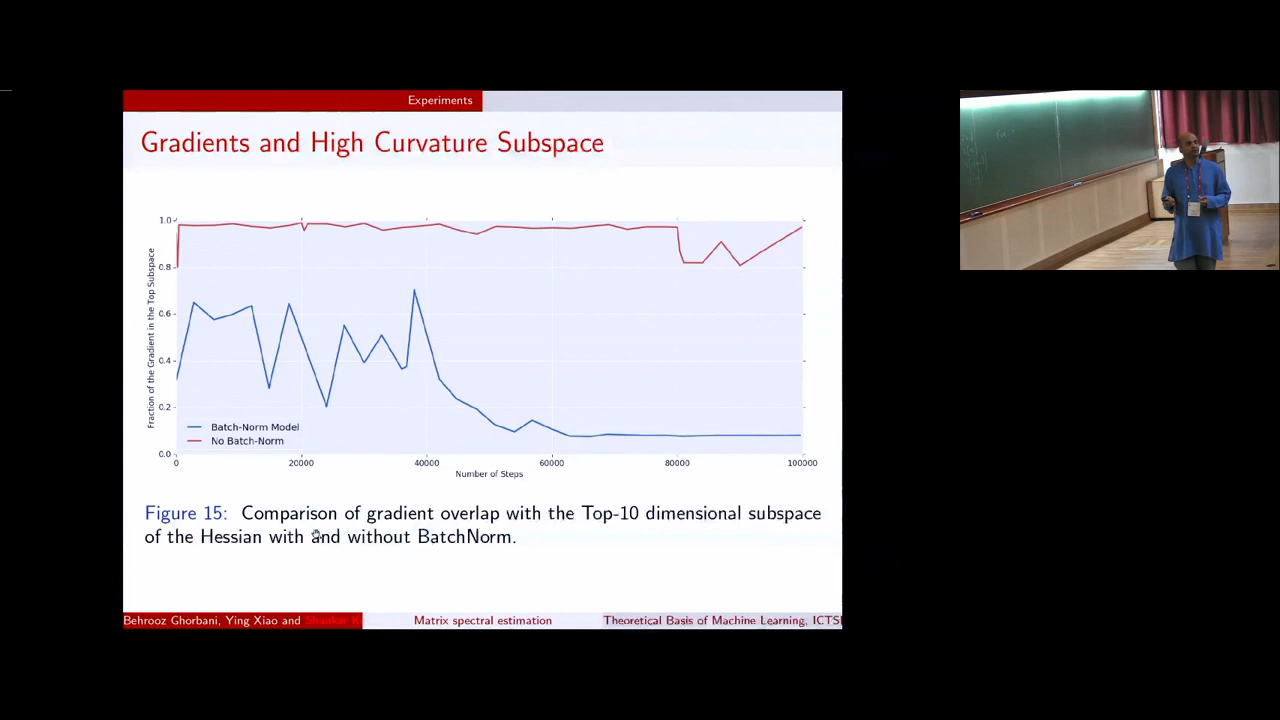 Experiments
Gradients and High Curvature Subspace
Fraction of the Gradient in the Top Subspace
1.0
0.8
0.6
0.4
0.2
0.0
Batch-Norm Model
No Batch-Norm
0 20000 40000 60000 80000 100000
Number of Steps
Figure 15: Comparison of gradient overlap with the Top-10 dimensional subspace
of the Hessian with and without BatchNorm.
Behrooz Ghorbani, Ying Xiao and Shankar
Matrix spectral estimation
Theoretical Basis of Machine Learning, ICTS